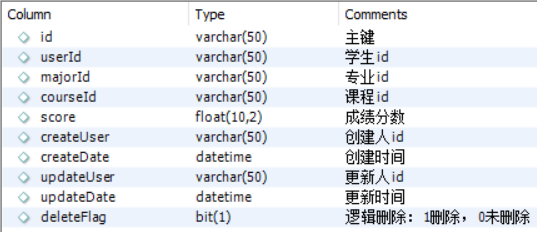 Column Type Comments
id varchar(50) 主键
userId varchar(50) 学生id
majorId varchar(50) 专业id
courseId varchar(50) 课程id
score float(10,2) 成绩分数
createUser varchar(50) 创建人id
createDate datetime 创建时间
updateUser varchar(50) 更新人id
updateDate datetime 更新时间
deleteFlag bit(1) 逻辑删除：1删除，0未删除